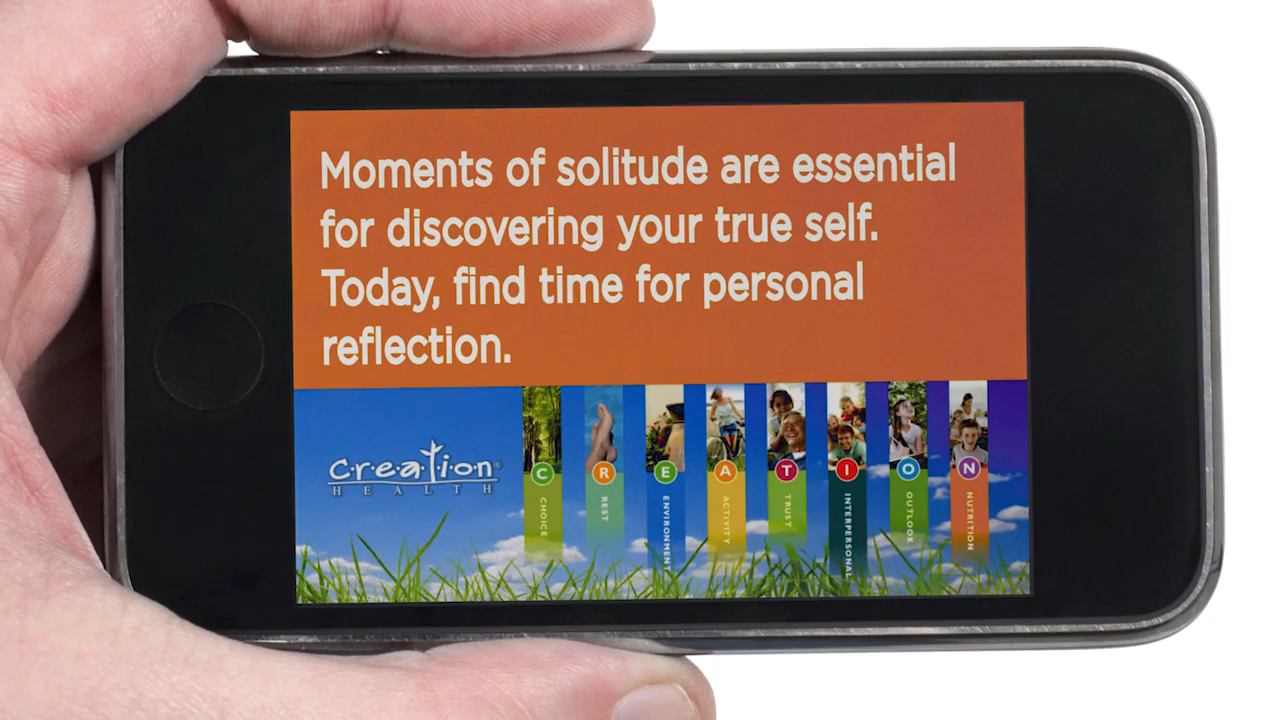 Moments of solitude are essential
for discovering your true self.
Today, find time for personal
reflection.
creation
HEALTH
C R E A T I O N
CHOICE
REST
ENVIRONMENT
ACTIVITY
TRUST
INTERPERSONAL
OUTLOOK
NUTRITION